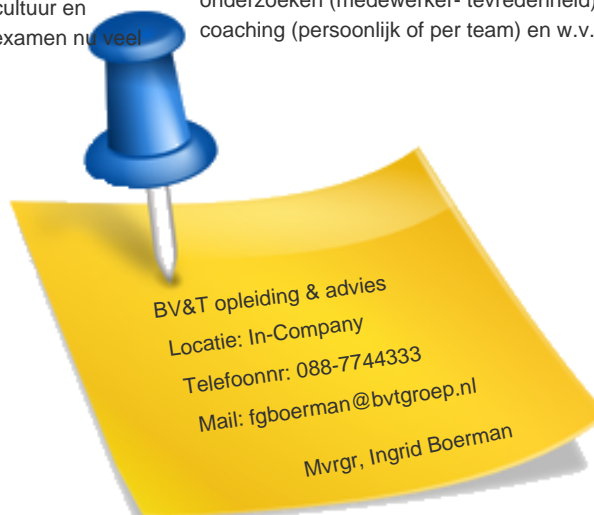 cultuur en
examen nu veel
onderzoeken (medewerker- tevredenheid)
coaching (persoonlijk of per team) en w.v.
BV&T opleiding & advies
Locatie: In-Company
Telefoonnr: 088-7744333
Mail: fgboerman@bvtgroep.nl
Mvrgr, Ingrid Boerman